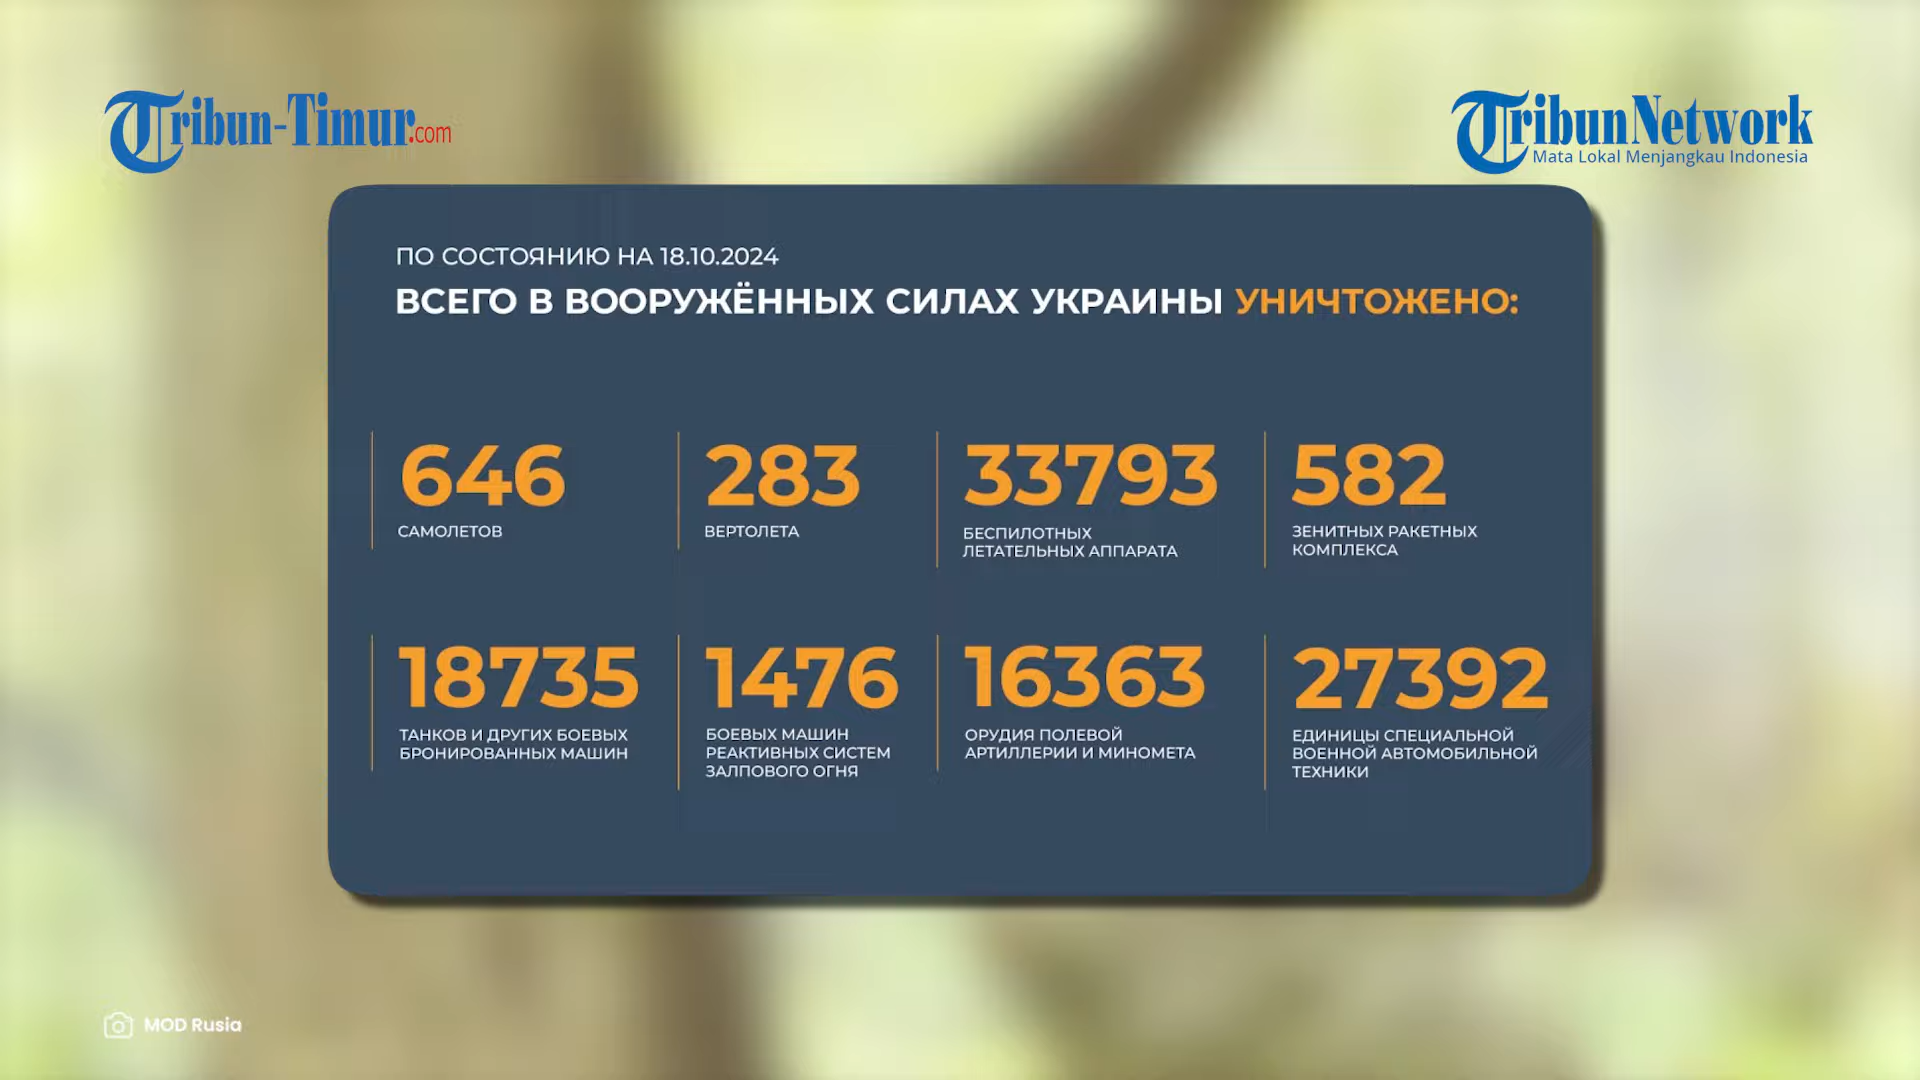 Tribun-Timur.com
TribunNetwork
Mata Lokal Menjangkau Indonesia
ПО СОСТОЯНИЮ НА 18.10.2024
ВСЕГО В ВООРУЖЁННЫХ СИЛАХ УКРАИНЫ УНИЧТОЖЕНО:
646
САМОЛЕТОВ
283
ВЕРТОЛЕТА
33793
БЕСПИЛОТНЫХ
ЛЕТАТЕЛЬНЫХ АППАРАТА
582
ЗЕНИТНЫХ РАКЕТНЫХ
КОМПЛЕКСА
18735
ТАНКОВ И ДРУГИХ БОЕВЫХ
БРОНИРОВАННЫХ МАШИН
1476
БОЕВЫХ МАШИН
РЕАКТИВНЫХ СИСТЕМ
ЗАЛПОВОГО ОГНЯ
16363
ОРУДИЯ ПОЛЕВОЙ
АРТИЛЛЕРИИ И МИНОМЕТА
27392
ЕДИНИЦЫ СПЕЦИАЛЬНОЙ
ВОЕННОЙ АВТОМОБИЛЬНОЙ
ТЕХНИКИ
MOD Rusia